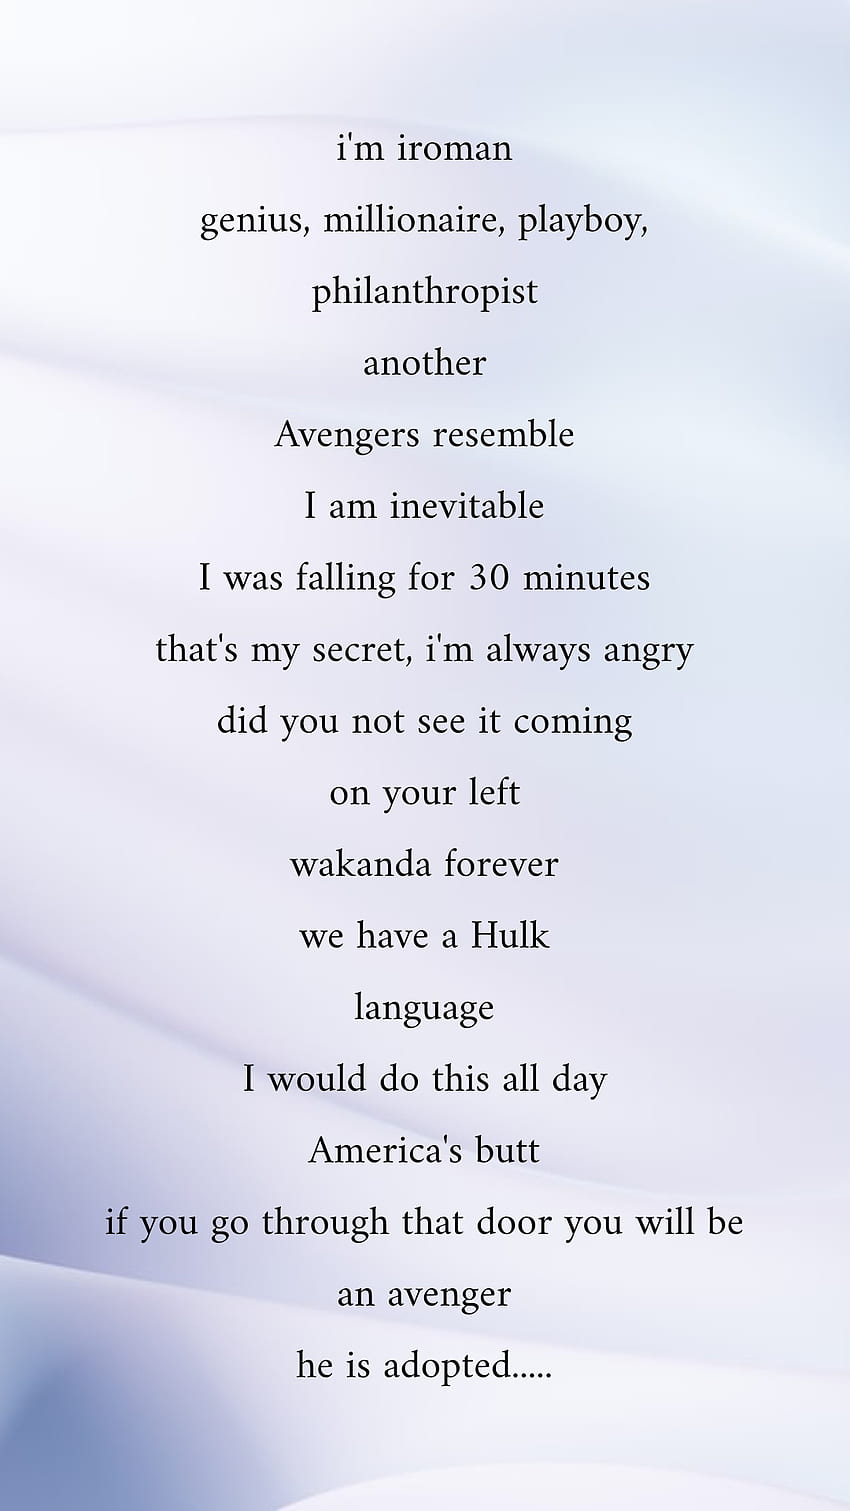 i'm iroman
genius, millionaire, playboy,
philanthropist
another
Avengers resemble
I am inevitable
I was falling for 30 minutes
that's my secret, i'm always angry
did you not see it coming
on your left
wakanda forever
we have a Hulk
language
I would do this all day
America's butt
if you go through that door you will be
an avenger
he is adopted.....